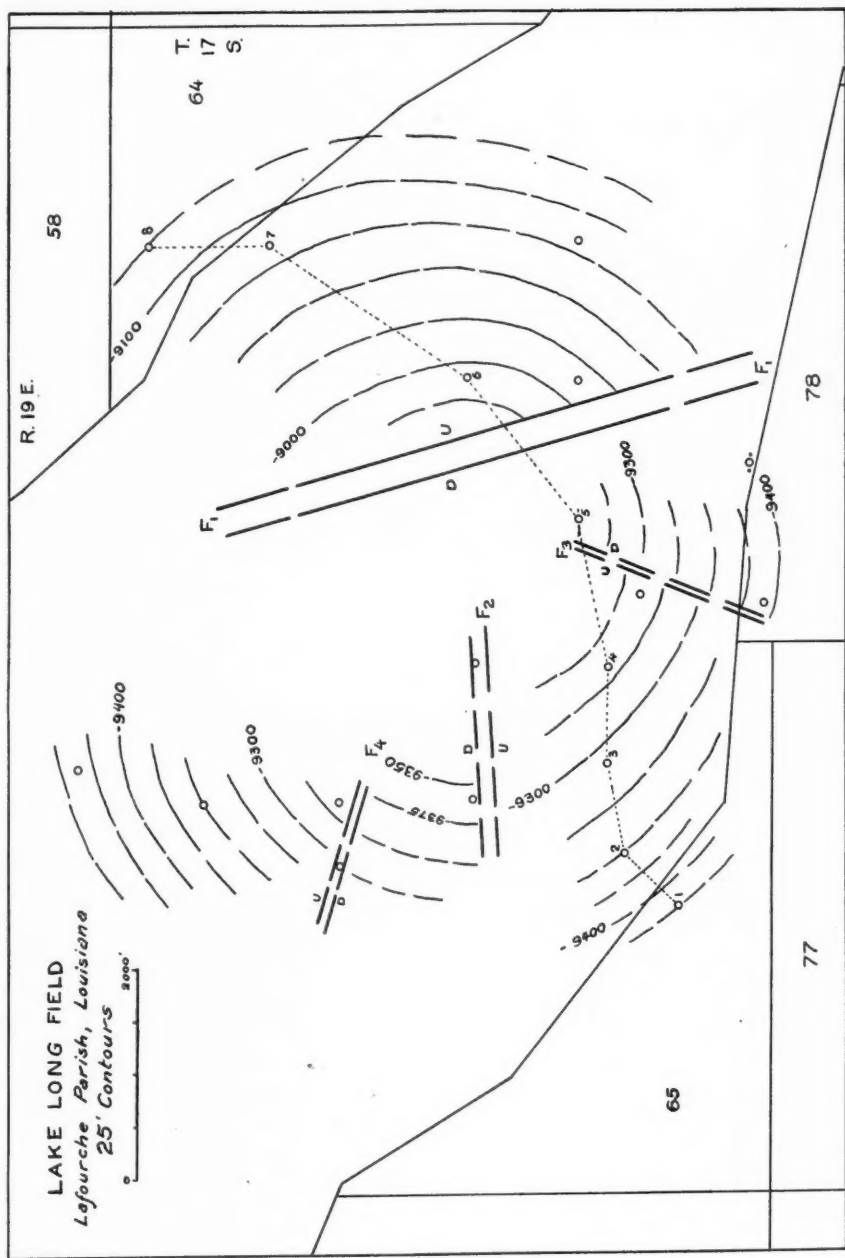 LAKE LONG FIELD
Lafourche Parish, Louisiana
25' Contours
0 2000'
R. 19 E.
58
T.
17
S.
64
-9400
-9300
F4
U
D
-9350
-9375
F2
D
U
-9300
-9400
F1
D
U
F1
-9000
-9100
8
7
6
5
4
3
2
1
F3
U
D
-9300
-9400
65
77
78